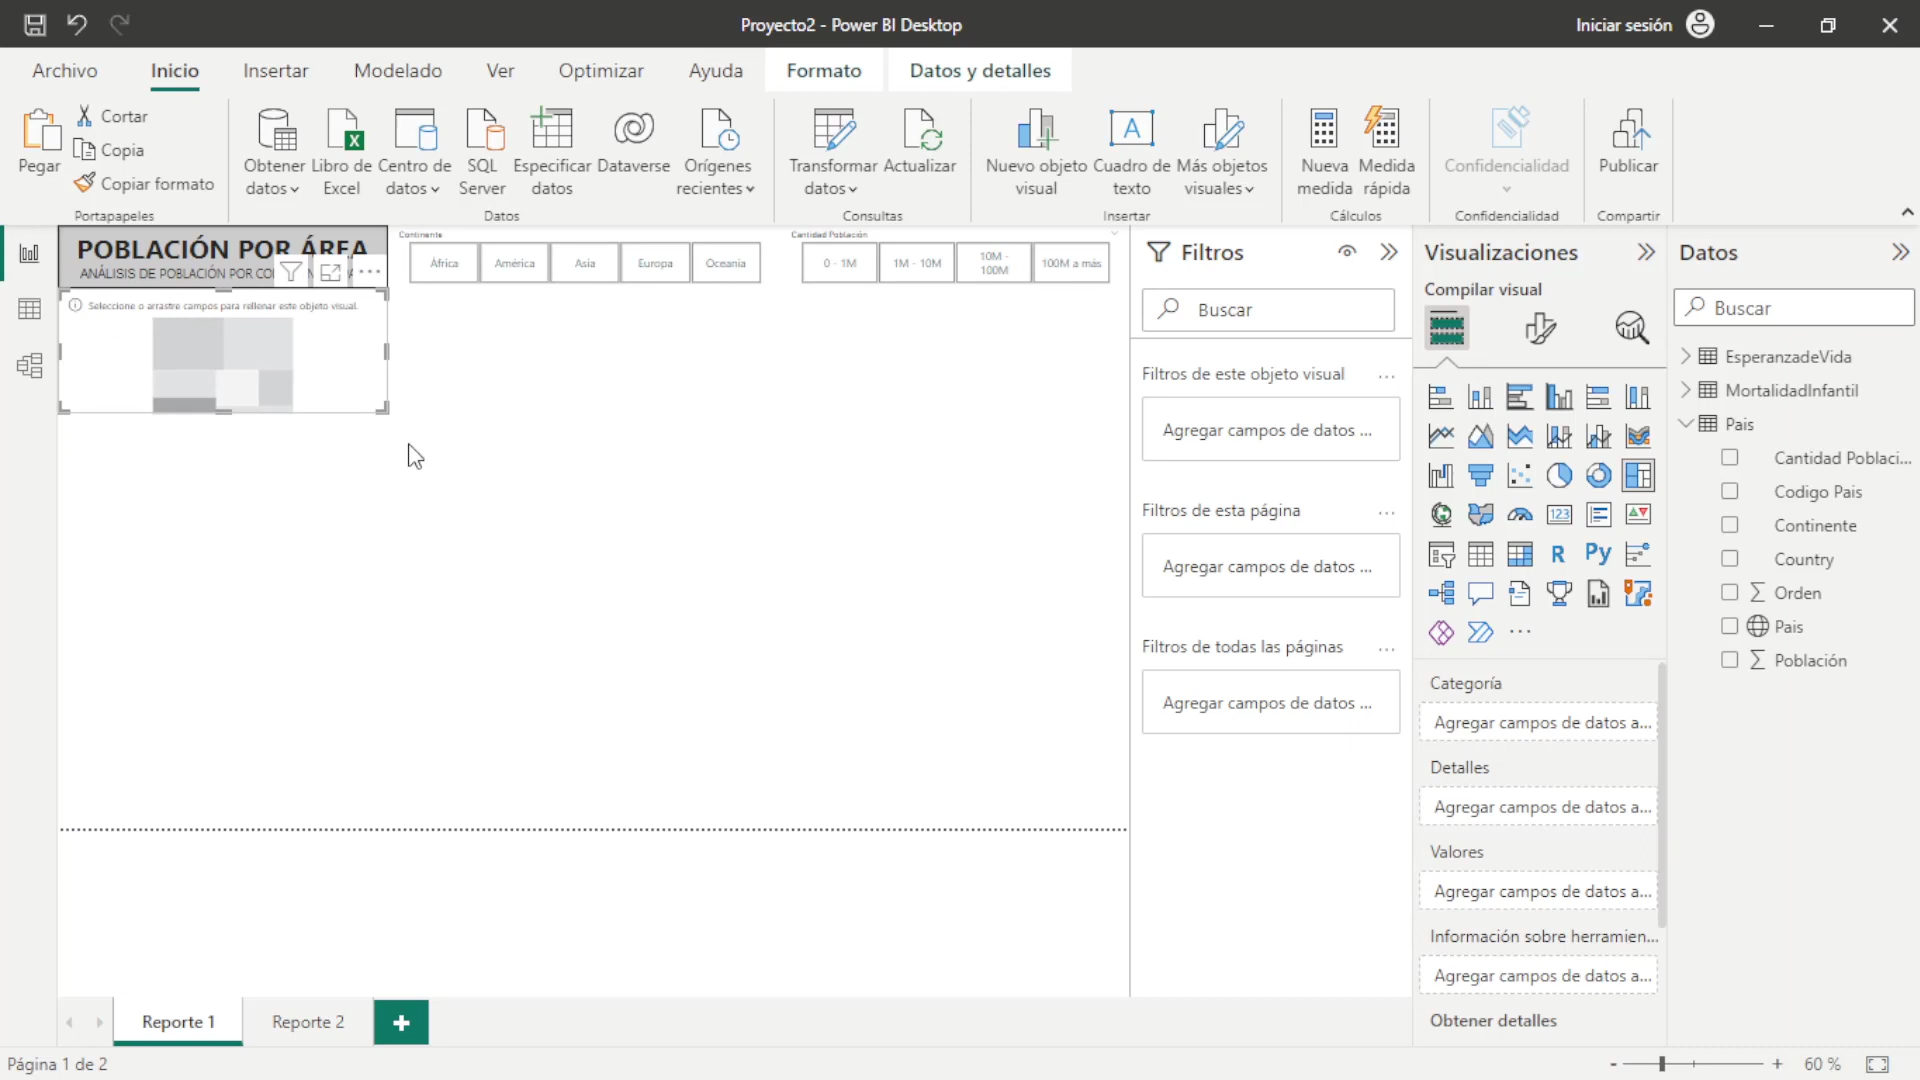 Proyecto2 - Power BI Desktop
Iniciar sesión
Archivo
Inicio
Insertar
Modelado
Ver
Optimizar
Ayuda
Formato
Datos y detalles
Pegar
Cortar
Copia
Copiar formato
Portapapeles
Obtener datos
Libro de Excel
Centro de datos
SQL Server
Especificar datos
Dataverse
Orígenes recientes
Datos
Transformar datos
Actualizar
Consultas
Nuevo objeto visual
Cuadro de texto
Más objetos visuales
Insertar
Nueva medida
Medida rápida
Cálculos
Confidencialidad
Confidencialidad
Publicar
Compartir
POBLACIÓN POR ÁREA
ANÁLISIS DE POBLACIÓN POR
Seleccione o arrastre campos para rellenar este objeto visual.
Continente
África
América
Asia
Europa
Oceania
Cantidad Población
0 - 1M
1M - 10M
10M - 100M
100M a más
Filtros
Buscar
Filtros de este objeto visual
Agregar campos de datos ...
Filtros de esta página
Agregar campos de datos ...
Filtros de todas las páginas
Agregar campos de datos ...
Visualizaciones
Compilar visual
123
R
Py
Categoría
Agregar campos de datos a...
Detalles
Agregar campos de datos a...
Valores
Agregar campos de datos a...
Información sobre herramien...
Agregar campos de datos a...
Obtener detalles
Datos
Buscar
EsperanzadeVida
MortalidadInfantil
Pais
Cantidad Poblaci...
Codigo Pais
Continente
Country
Orden
Pais
Población
Reporte 1
Reporte 2
Página 1 de 2
60 %